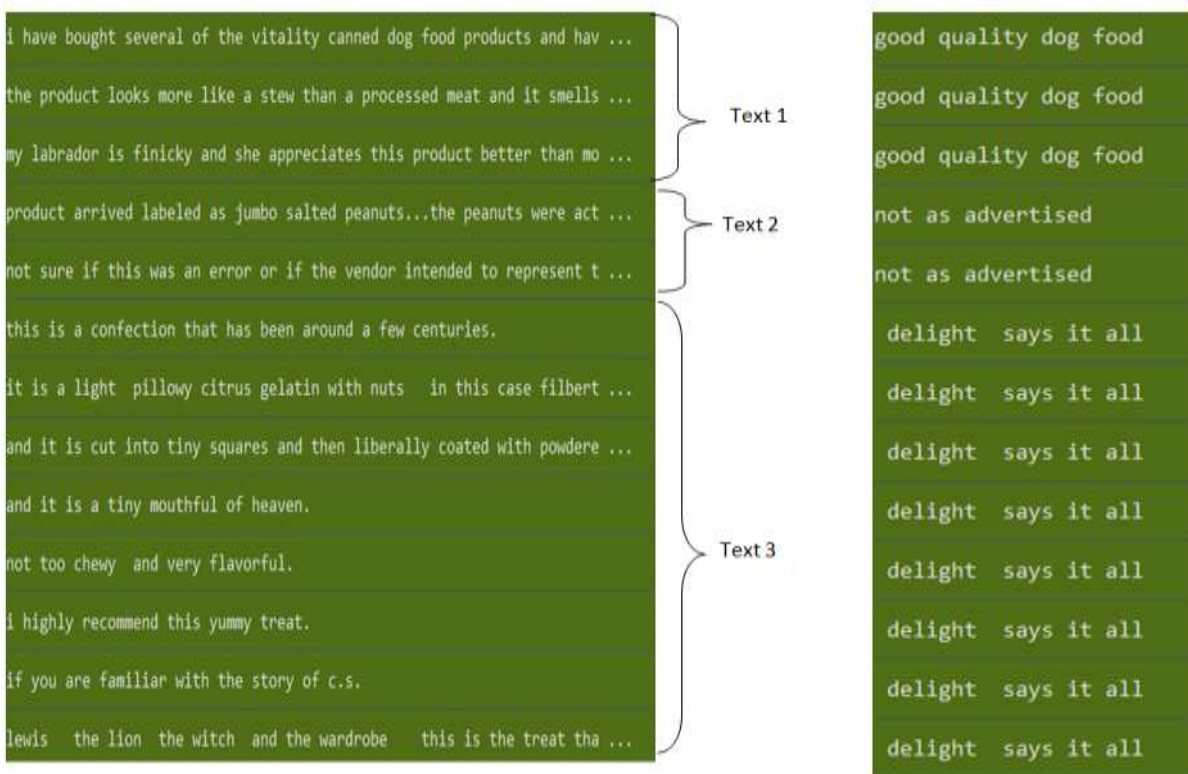 i have bought several of the vitality canned dog food products and hav ...
the product looks more like a stew than a processed meat and it smells ...
my labrador is finicky and she appreciates this product better than mo ...
product arrived labeled as jumbo salted peanuts...the peanuts were act ...
not sure if this was an error or if the vendor intended to represent t ...
this is a confection that has been around a few centuries.
it is a light  pillowy citrus gelatin with nuts   in this case filbert ...
and it is cut into tiny squares and then liberally coated with powdere ...
and it is a tiny mouthful of heaven.
not too chewy  and very flavorful.
i highly recommend this yummy treat.
if you are familiar with the story of c.s.
lewis   the lion  the witch  and the wardrobe    this is the treat tha ...
Text 1
Text 2
Text 3
good quality dog food
good quality dog food
good quality dog food
not as advertised
not as advertised
delight  says it all
delight  says it all
delight  says it all
delight  says it all
delight  says it all
delight  says it all
delight  says it all
delight  says it all